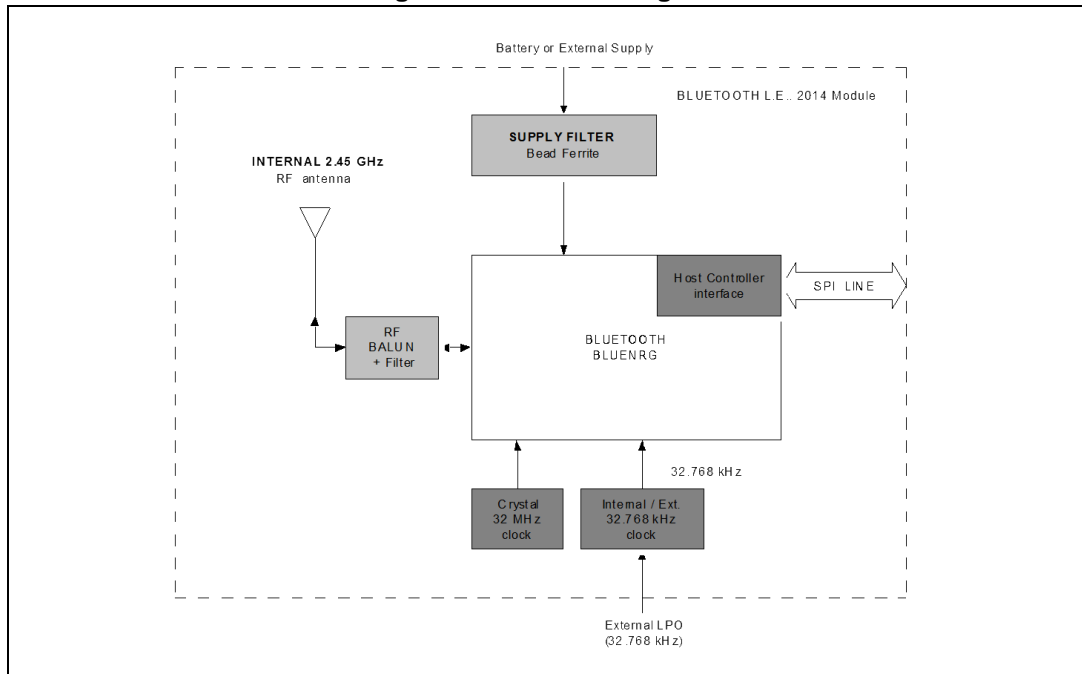 Battery or External Supply
BLUETOOTH L.E.. 2014 Module
SUPPLY FILTER
Bead Ferrite
INTERNAL 2.45 GHz
RF antenna
Host Controller
interface
SPI LINE
RF
BALUN
+ Filter
BLUETOOTH
BLUENRG
32.768 kHz
Crystal
32 MHz
clock
Internal / Ext.
32.768 kHz
clock
External LPO
(32.768 kHz)